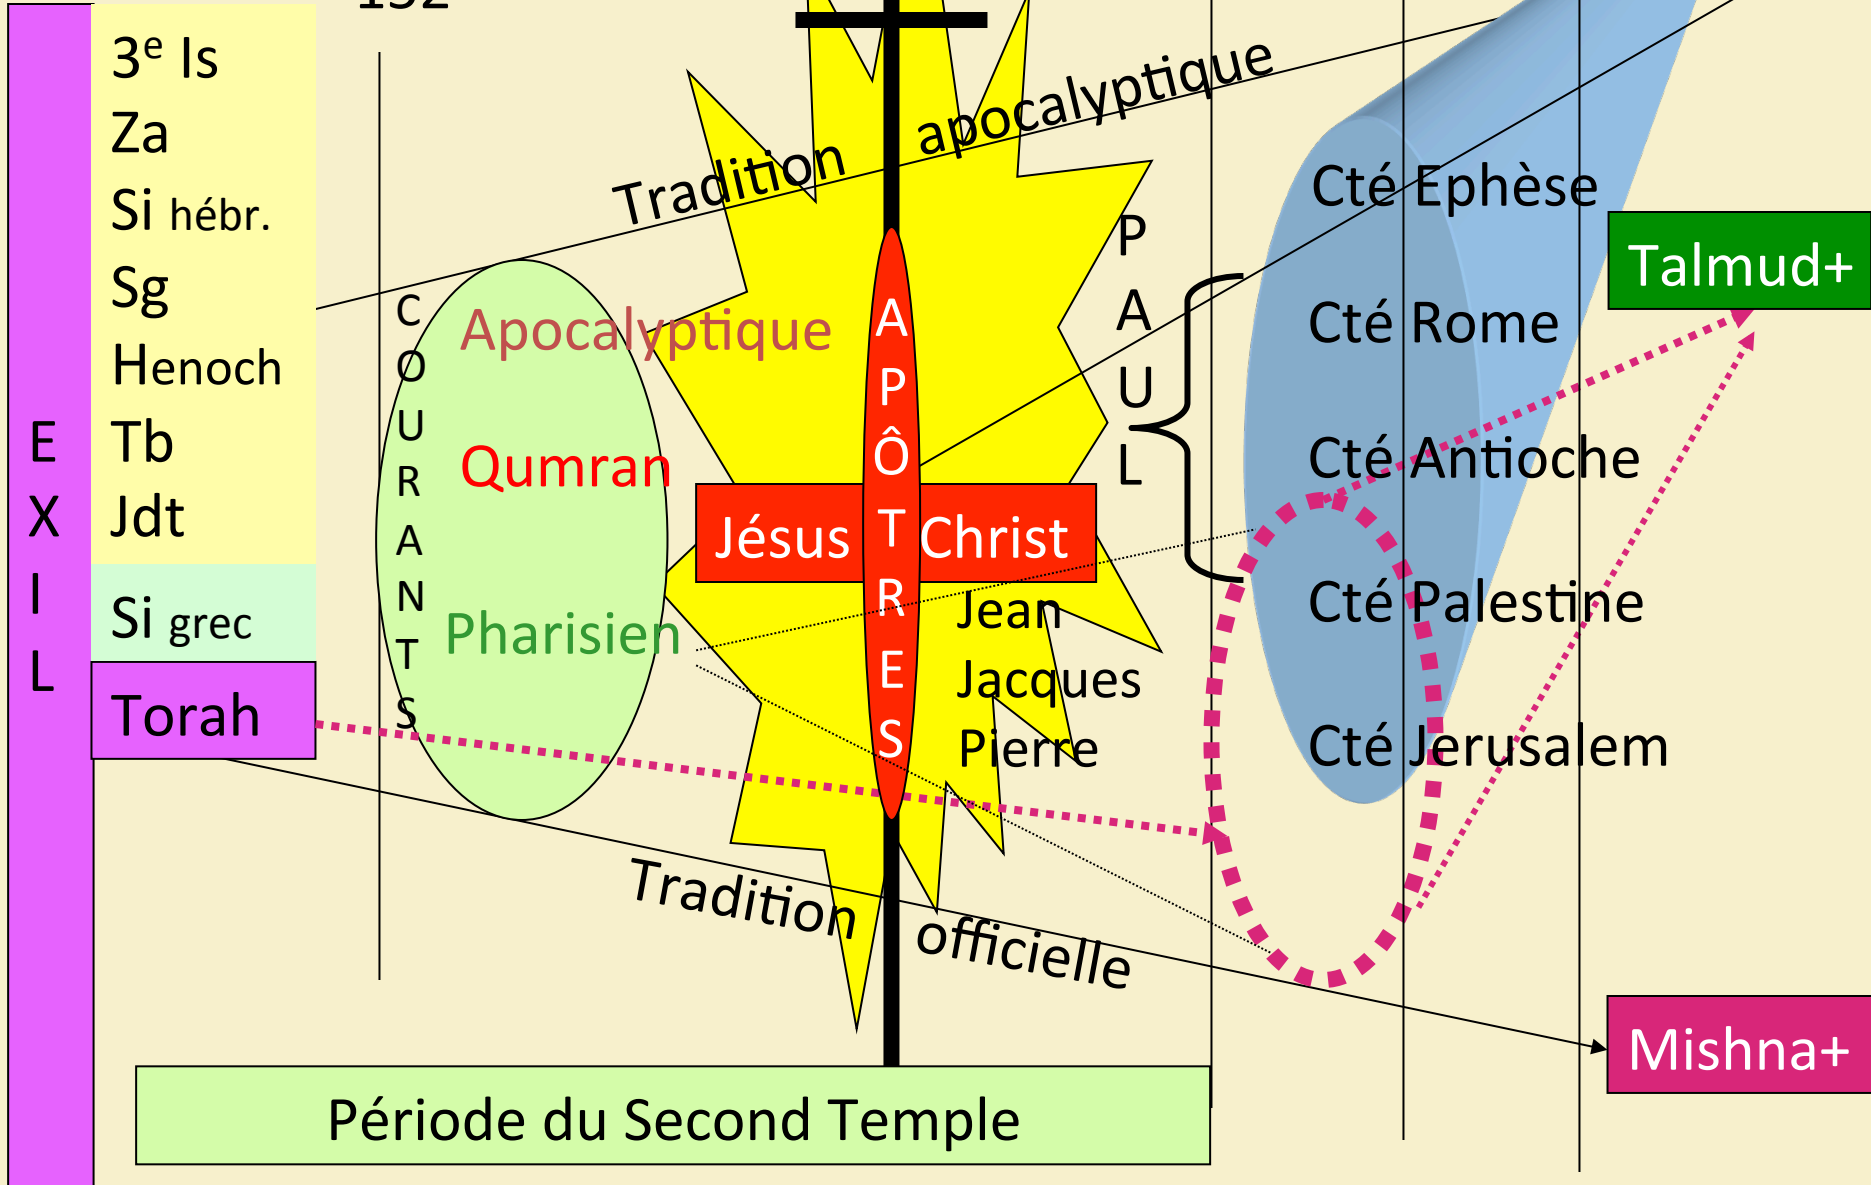 152
3e Is
Za
Si hébr.
Sg
Henoch
Tb
Jdt
Si grec
Torah
EXIL
Tradition apocalyptique
COURANTS
Apocalyptique
Qumran
Pharisien
APÔTRES
Jésus Christ
Jean
Jacques
Pierre
PAUL
Cté Ephèse
Cté Rome
Cté Antioche
Cté Palestine
Cté Jerusalem
Talmud+
Tradition officielle
Mishna+
Période du Second Temple